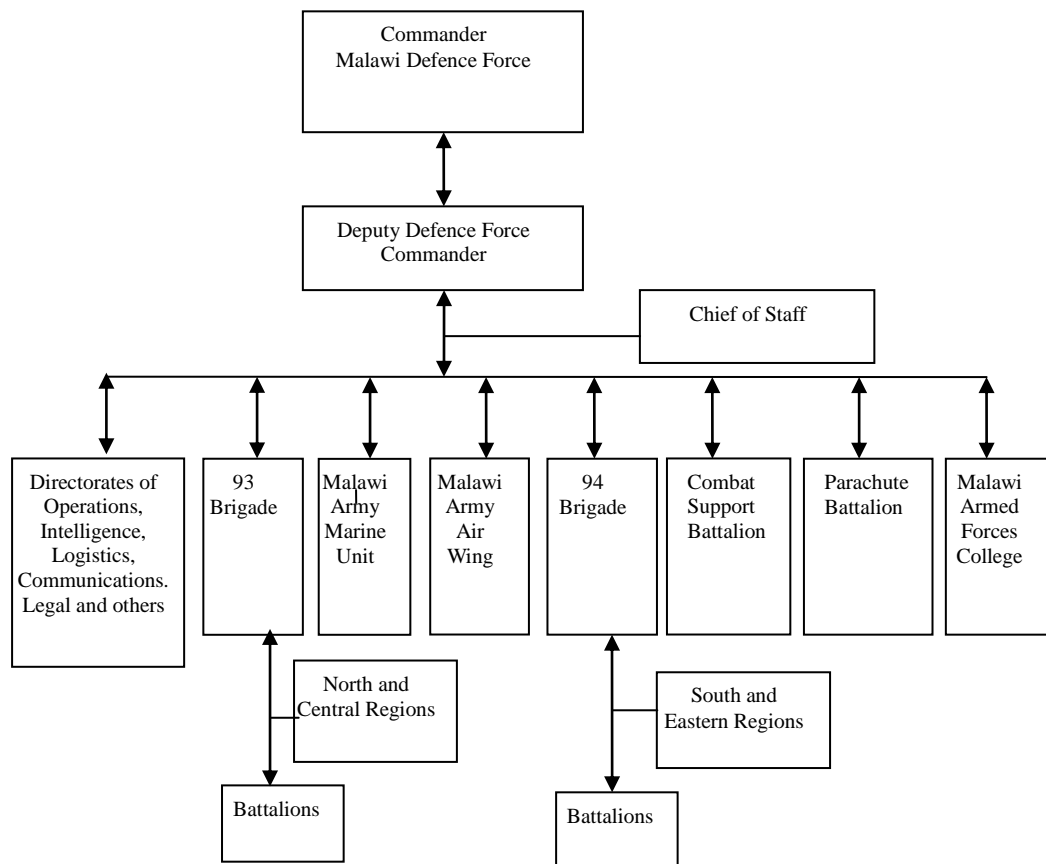 Commander
Malawi Defence Force
Deputy Defence Force
Commander
Chief of Staff
Directorates of
Operations,
Intelligence,
Logistics,
Communications.
Legal and others
93
Brigade
Malawi
Army
Marine
Unit
Malawi
Army
Air
Wing
94
Brigade
Combat
Support
Battalion
Parachute
Battalion
Malawi
Armed
Forces
College
North and
Central Regions
South and
Eastern Regions
Battalions
Battalions